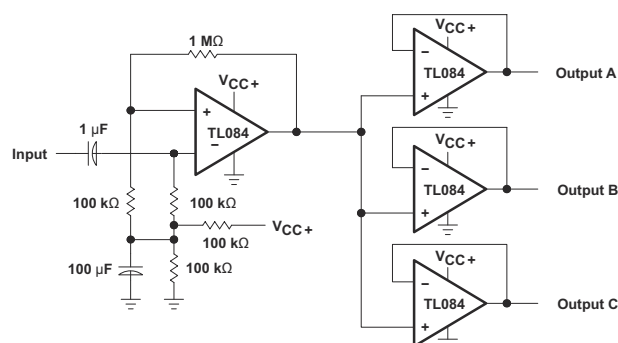 1 MΩ
VCC+
+
TL084
−
1 µF
Input
100 kΩ
100 kΩ
100 kΩ
VCC+
100 µF
100 kΩ
VCC+
−
TL084
+
Output A
VCC+
−
TL084
+
Output B
VCC+
−
TL084
+
Output C